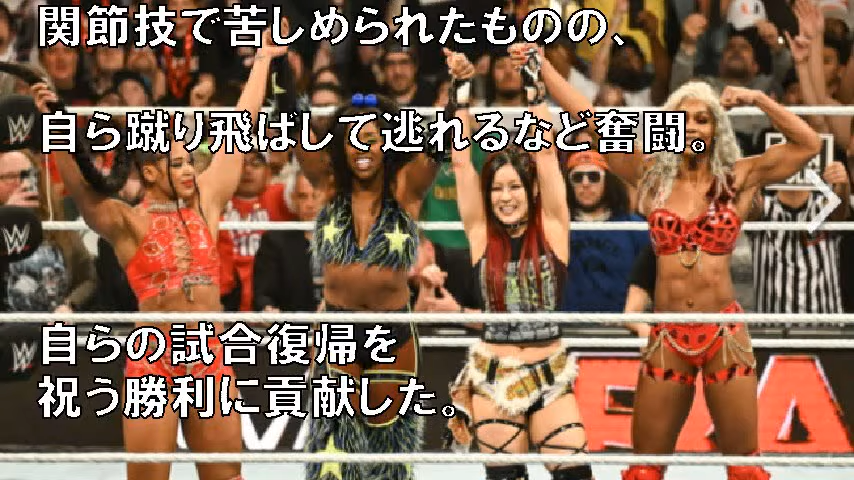 関節技で苦しめられたものの、
自ら蹴り飛ばして逃れるなど奮闘。
自らの試合復帰を
祝う勝利に貢献した。
W
W
W